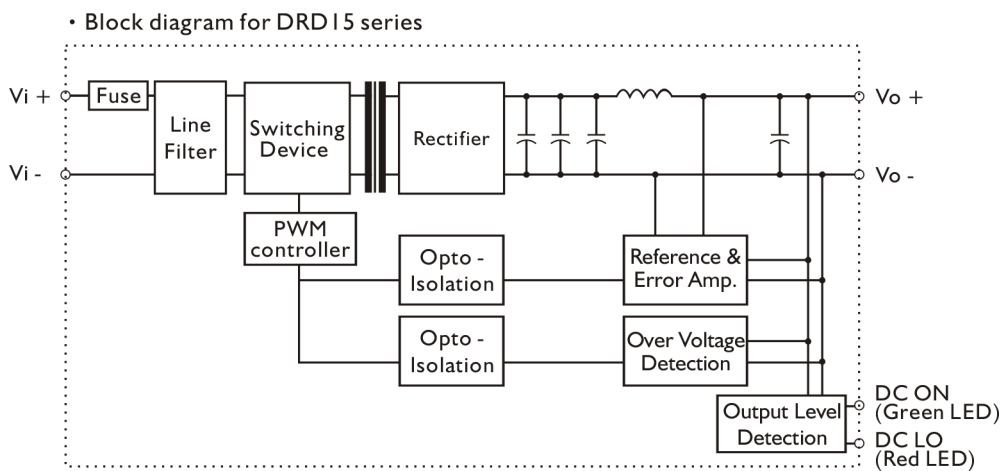 • Block diagram for DRD15 series
Vi +
Fuse
Line
Filter
Switching
Device
Rectifier
Vo +
Vi -
Vo -
PWM
controller
Opto -
Isolation
Reference &
Error Amp.
Opto -
Isolation
Over Voltage
Detection
Output Level
Detection
DC ON
(Green LED)
DC LO
(Red LED)